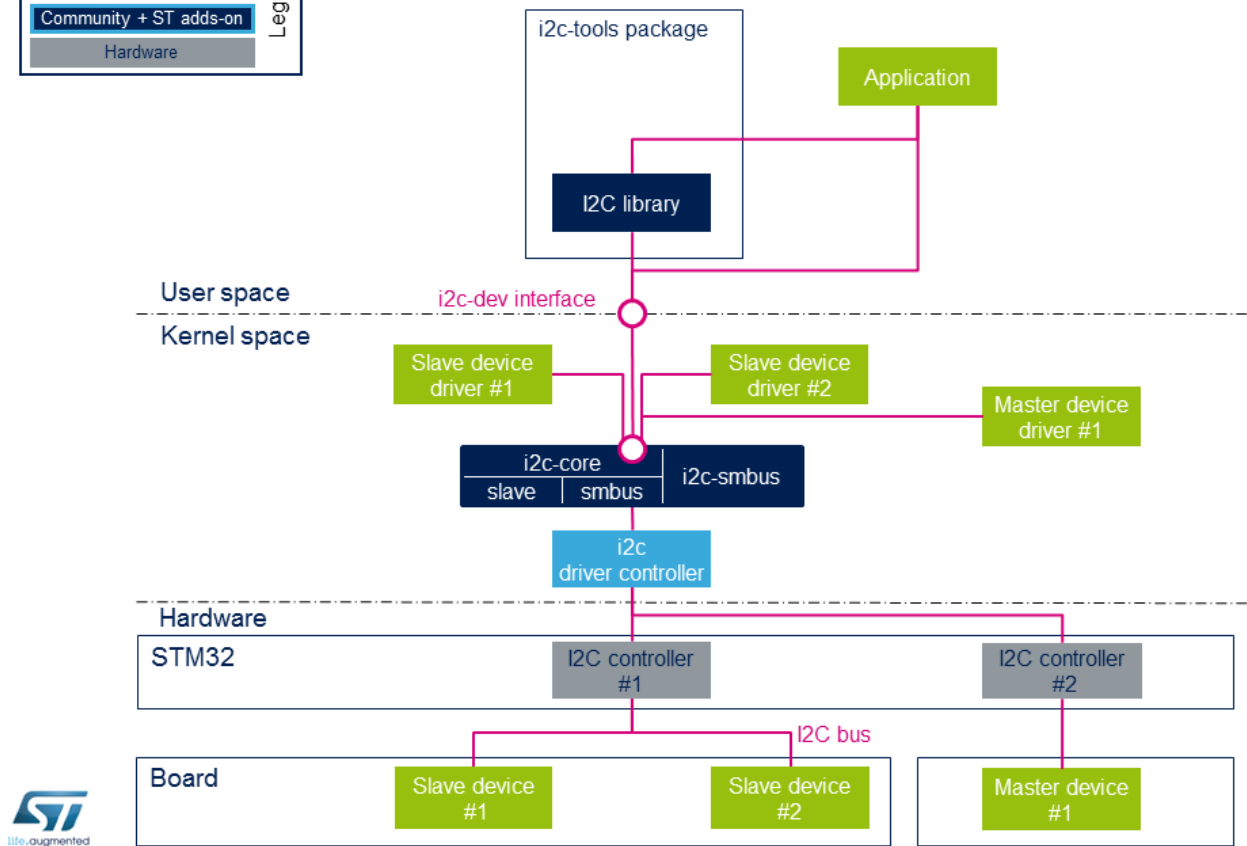 Community + ST adds-on
Leg
Hardware
i2c-tools package
Application
I2C library
User space
i2c-dev interface
Kernel space
Slave device
driver #1
Slave device
driver #2
Master device
driver #1
i2c-core
slave
smbus
i2c-smbus
i2c
driver controller
Hardware
STM32
I2C controller
#1
I2C controller
#2
I2C bus
Board
Slave device
#1
Slave device
#2
Master device
#1
ST
life.augmented